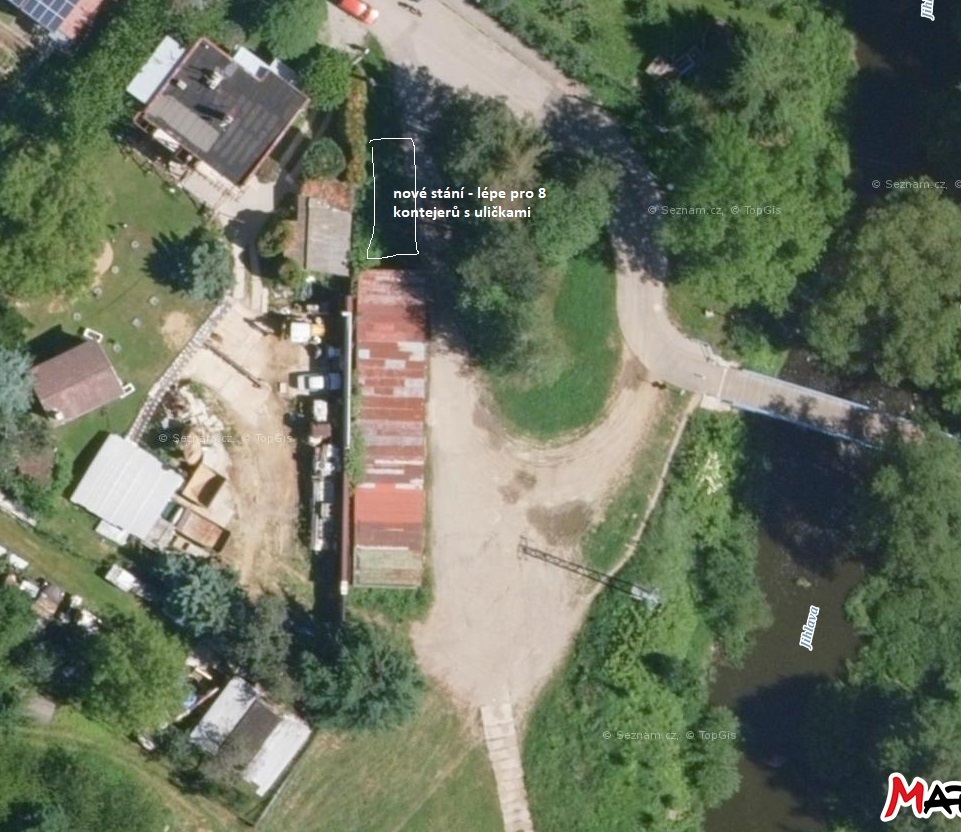 Jihl
© Seznam.cz, ©
nové stání - lépe pro 8
kontejerů s uličkami
© Seznam.cz, © TopGis
© Seznam.cz, © TopGis
Jihlava
© Seznam.cz, © TopGis